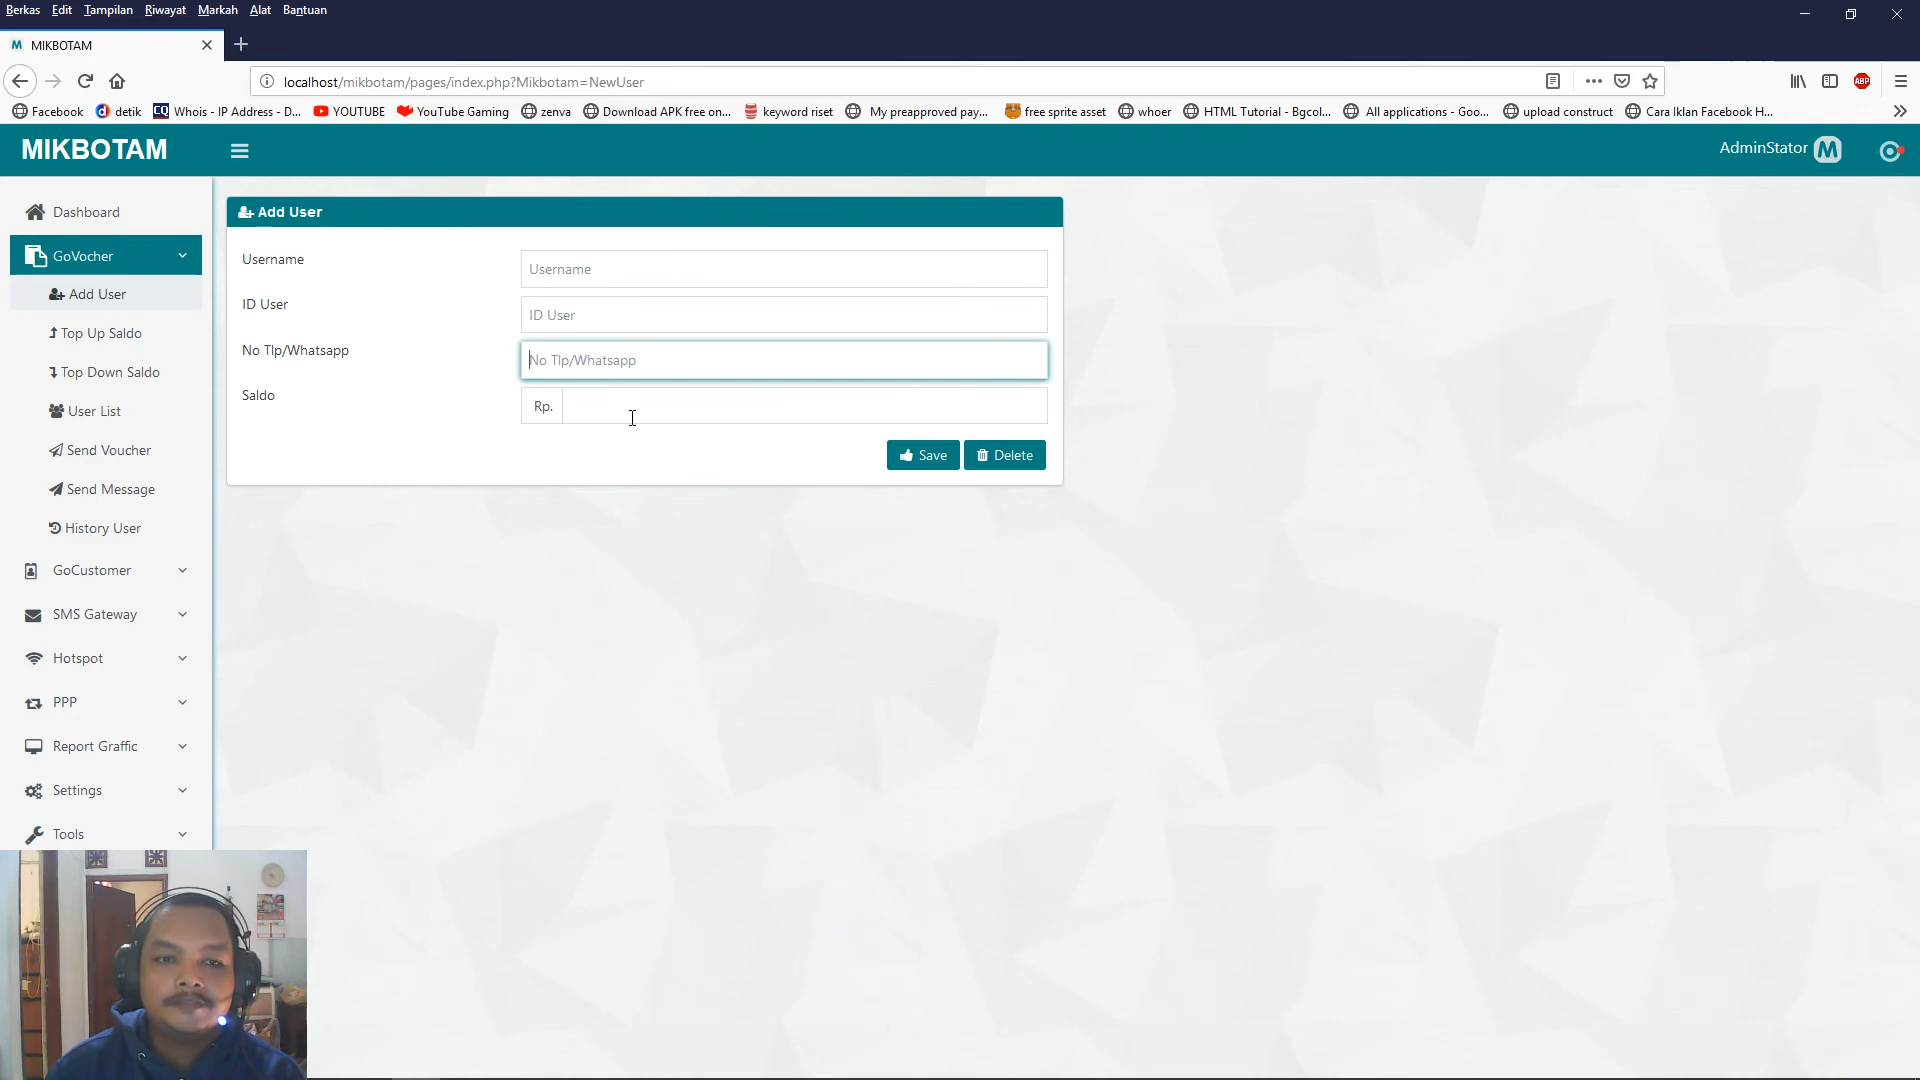 Berkas Edit Tampilan Riwayat Markah Alat Bantuan
M MIKBOTAM
localhost/mikbotam/pages/index.php?Mikbotam=NewUser
ABP
Facebook d detik CQ Whois - IP Address - D... YOUTUBE YouTube Gaming zenva Download APK free on... keyword riset My preapproved pay... free sprite asset whoer HTML Tutorial - Bgcol... All applications - Goo... upload construct Cara Iklan Facebook H...
MIKBOTAM
AdminStator M
Dashboard
GoVocher
Add User
Top Up Saldo
Top Down Saldo
User List
Send Voucher
Send Message
History User
GoCustomer
SMS Gateway
Hotspot
PPP
Report Graffic
Settings
Tools
Add User
Username Username
ID User ID User
No Tlp/Whatsapp No Tlp/Whatsapp
Saldo Rp.
Save Delete